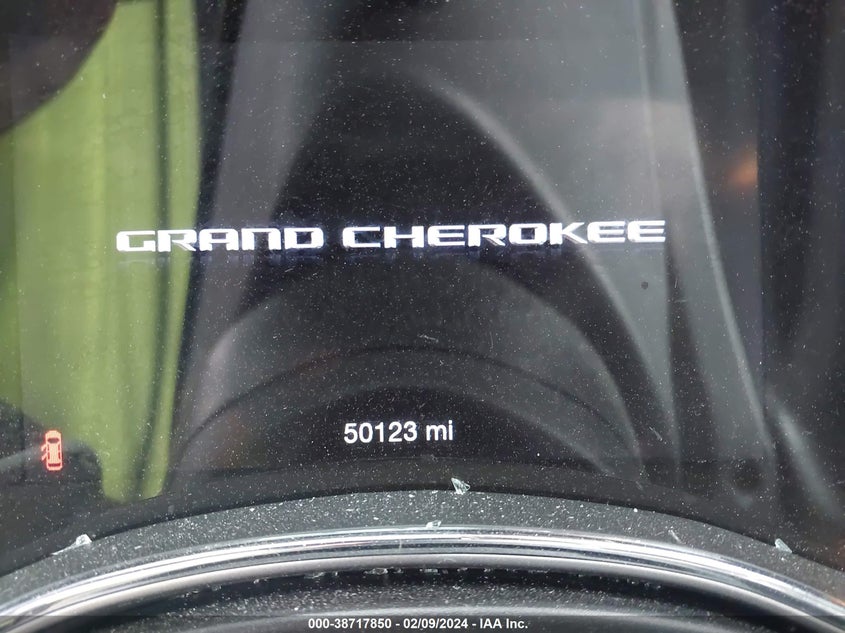 GRAND CHEROKEE
50123 mi
000-38717850 - 02/09/2024 - IAA Inc.